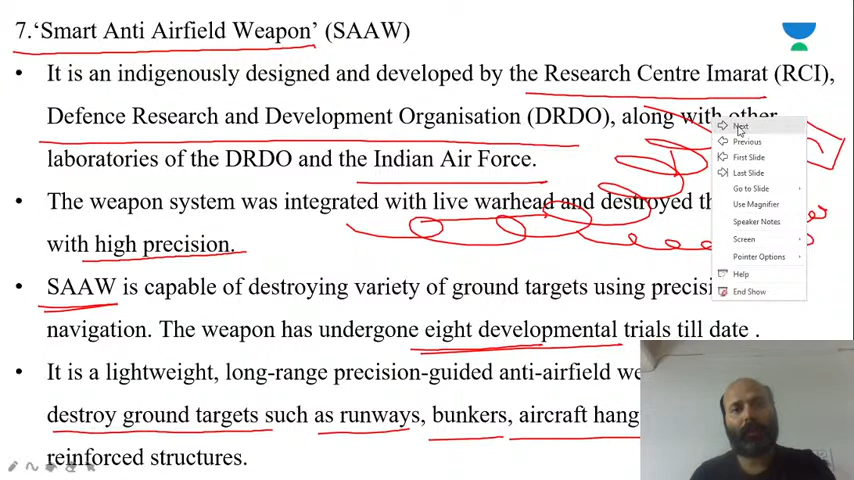 7.‘Smart Anti Airfield Weapon’ (SAAW)
• It is an indigenously designed and developed by the Research Centre Imarat (RCI),
Defence Research and Development Organisation (DRDO), along with other
laboratories of the DRDO and the Indian Air Force.
• The weapon system was integrated with live warhead and destroyed
with high precision.
• SAAW is capable of destroying variety of ground targets using
navigation. The weapon has undergone eight developmental trials till date .
• It is a lightweight, long-range precision-guided anti-airfield
destroy ground targets such as runways, bunkers, aircraft
reinforced structures.
Next
Previous
First Slide
Last Slide
Go to Slide
Use Magnifier
Speaker Notes
Screen
Pointer Options
Help
End Show